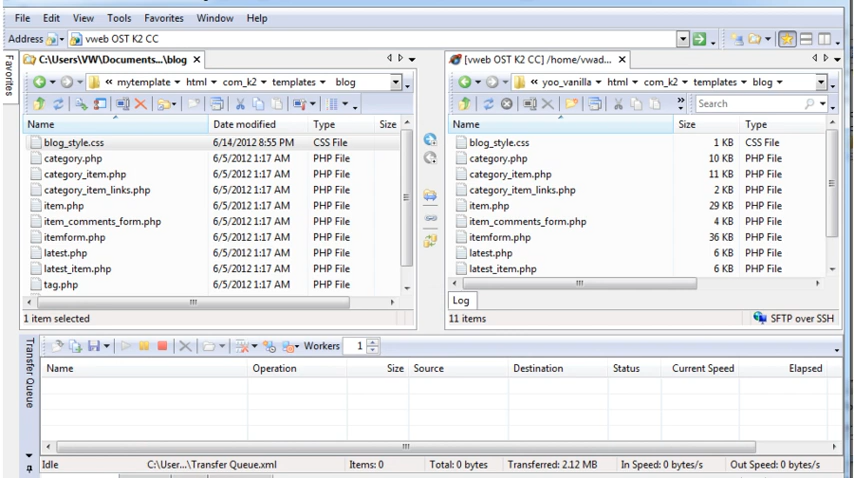 File Edit View Tools Favorites Window Help
Address vweb OST K2 CC
Favorites
C:\Users\VW\Documents...\blog
[vweb OST K2 CC] /home/vwad...
« mytemplate html com_k2 templates blog
« yoo_vanilla html com_k2 templates blog
Search
Name Date modified Type Size
blog_style.css 6/14/2012 8:55 PM CSS File
category.php 6/5/2012 1:17 AM PHP File
category_item.php 6/5/2012 1:17 AM PHP File
category_item_links.php 6/5/2012 1:17 AM PHP File
item.php 6/5/2012 1:17 AM PHP File
item_comments_form.php 6/5/2012 1:17 AM PHP File
itemform.php 6/5/2012 1:17 AM PHP File
latest.php 6/5/2012 1:17 AM PHP File
latest_item.php 6/5/2012 1:17 AM PHP File
tag.php 6/5/2012 1:17 AM PHP File
1 item selected
Name Size Type
blog_style.css 1 KB CSS File
category.php 10 KB PHP File
category_item.php 11 KB PHP File
category_item_links.php 2 KB PHP File
item.php 29 KB PHP File
item_comments_form.php 4 KB PHP File
itemform.php 36 KB PHP File
latest.php 6 KB PHP File
latest_item.php 6 KB PHP File
Log
11 items SFTP over SSH
Transfer Queue
Workers 1
Name Operation Size Source Destination Status Current Speed Elapsed
Idle C:\User...\Transfer Queue.xml Items: 0 Total: 0 bytes Transferred: 2.12 MB In Speed: 0 bytes/s Out Speed: 0 bytes/s